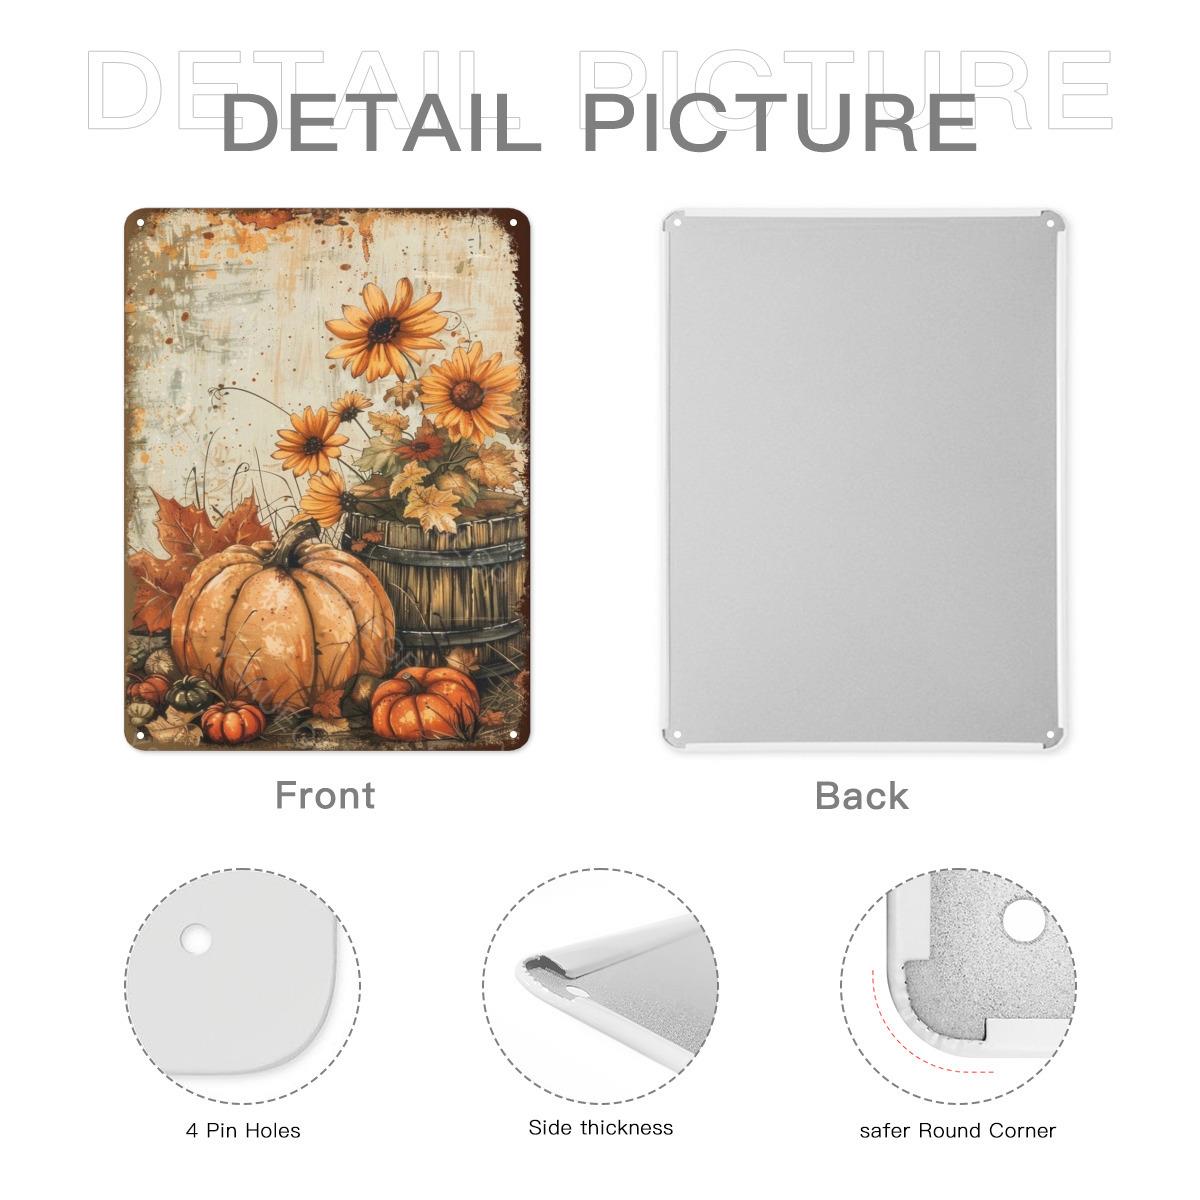 DETAIL PICTURE
DETAIL PICTURE
Front
Back
4 Pin Holes
Side thickness
safer Round Corner